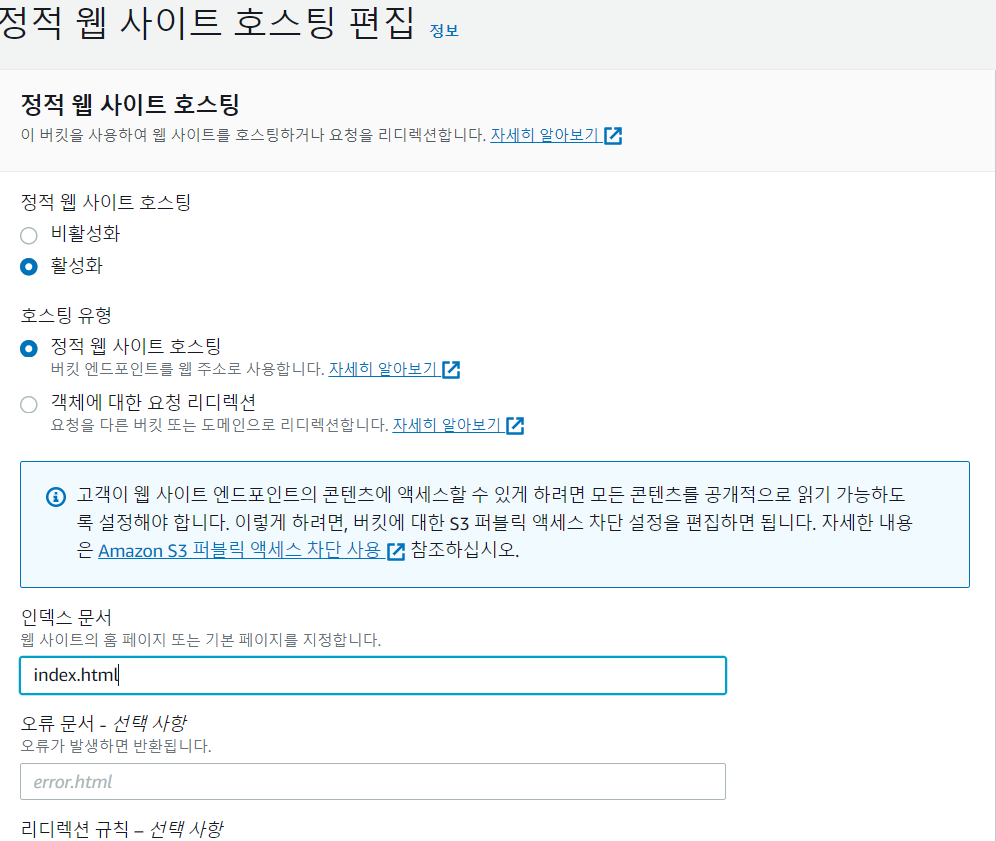 정적 웹 사이트 호스팅 편집 정보
정적 웹 사이트 호스팅
이 버킷을 사용하여 웹 사이트를 호스팅하거나 요청을 리디렉션합니다. 자세히 알아보기
정적 웹 사이트 호스팅
비활성화
활성화
호스팅 유형
정적 웹 사이트 호스팅
버킷 엔드포인트를 웹 주소로 사용합니다. 자세히 알아보기
객체에 대한 요청 리디렉션
요청을 다른 버킷 또는 도메인으로 리디렉션합니다. 자세히 알아보기
고객이 웹 사이트 엔드포인트의 콘텐츠에 액세스할 수 있게 하려면 모든 콘텐츠를 공개적으로 읽기 가능하도
록 설정해야 합니다. 이렇게 하려면, 버킷에 대한 S3 퍼블릭 액세스 차단 설정을 편집하면 됩니다. 자세한 내용
은 Amazon S3 퍼블릭 액세스 차단 사용 참조하십시오.
인덱스 문서
웹 사이트의 홈 페이지 또는 기본 페이지를 지정합니다.
index.html
오류 문서 - 선택 사항
오류가 발생하면 반환됩니다.
error.html
리디렉션 규칙 – 선택 사항